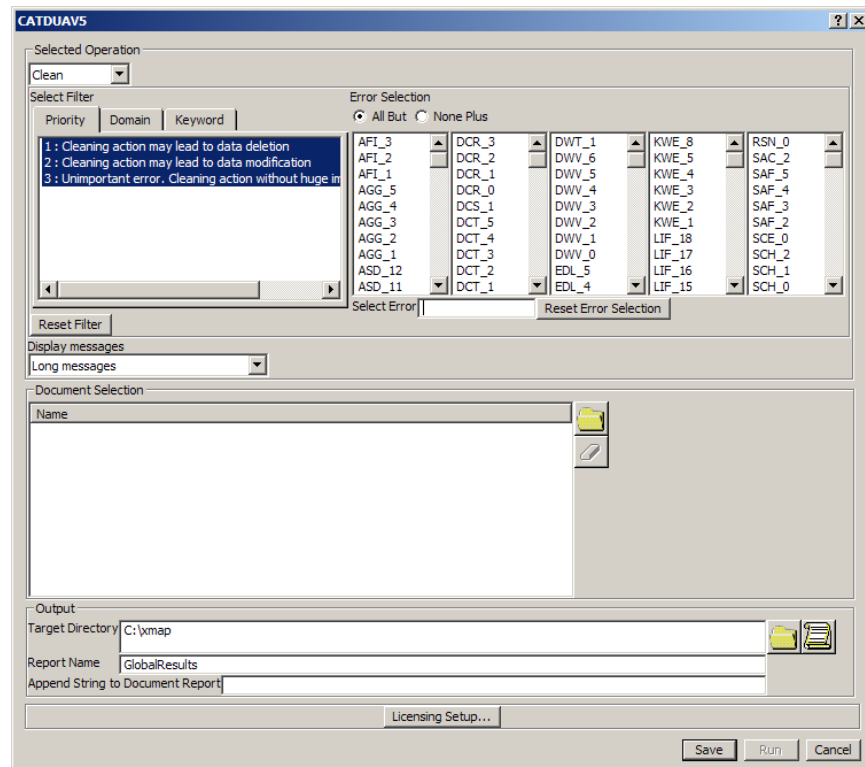 CATDUAV5
Selected Operation
Clean
Select Filter
Error Selection
Priority Domain Keyword
All But None Plus
1 : Cleaning action may lead to data deletion
2 : Cleaning action may lead to data modification
3 : Unimportant error. Cleaning action without huge im
AFI_3 DCR_3 DWT_1 KWE_8 RSN_0
AFI_2 DCR_2 DWV_6 KWE_5 SAC_2
AFI_1 DCR_1 DWV_5 KWE_4 SAF_5
AGG_5 DCR_0 DWV_4 KWE_3 SAF_4
AGG_4 DCS_1 DWV_3 KWE_2 SAF_3
AGG_3 DCT_5 DWV_2 KWE_1 SAF_2
AGG_2 DCT_4 DWV_1 LIF_18 SCE_0
AGG_1 DCT_3 DWV_0 LIF_17 SCH_2
ASD_12 DCT_2 EDL_5 LIF_16 SCH_1
ASD_11 DCT_1 EDL_4 LIF_15 SCH_0
Select Error
Reset Error Selection
Reset Filter
Display messages
Long messages
Document Selection
Name
Output
Target Directory C:\xmap
Report Name GlobalResults
Append String to Document Report
Licensing Setup...
Save Run Cancel